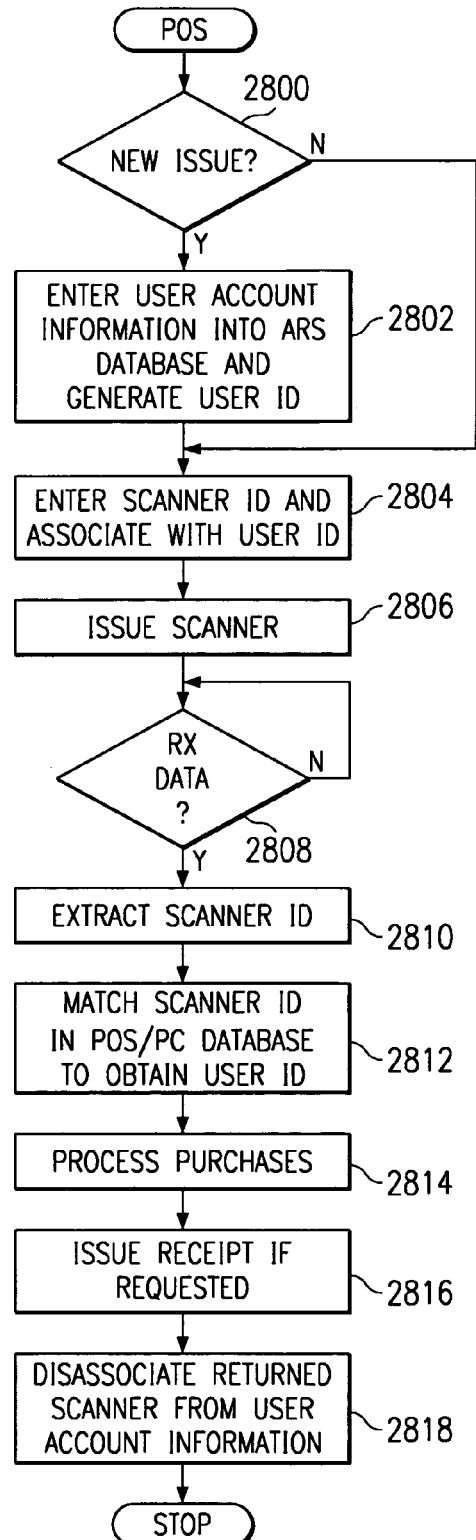 POS
2800
NEW ISSUE?
N
Y
ENTER USER ACCOUNT
INFORMATION INTO ARS
DATABASE AND
GENERATE USER ID
2802
ENTER SCANNER ID AND
ASSOCIATE WITH USER ID
2804
ISSUE SCANNER
2806
RX
DATA
?
N
2808
Y
EXTRACT SCANNER ID
2810
MATCH SCANNER ID
IN POS/PC DATABASE
TO OBTAIN USER ID
2812
PROCESS PURCHASES
2814
ISSUE RECEIPT IF
REQUESTED
2816
DISASSOCIATE RETURNED
SCANNER FROM USER
ACCOUNT INFORMATION
2818
STOP